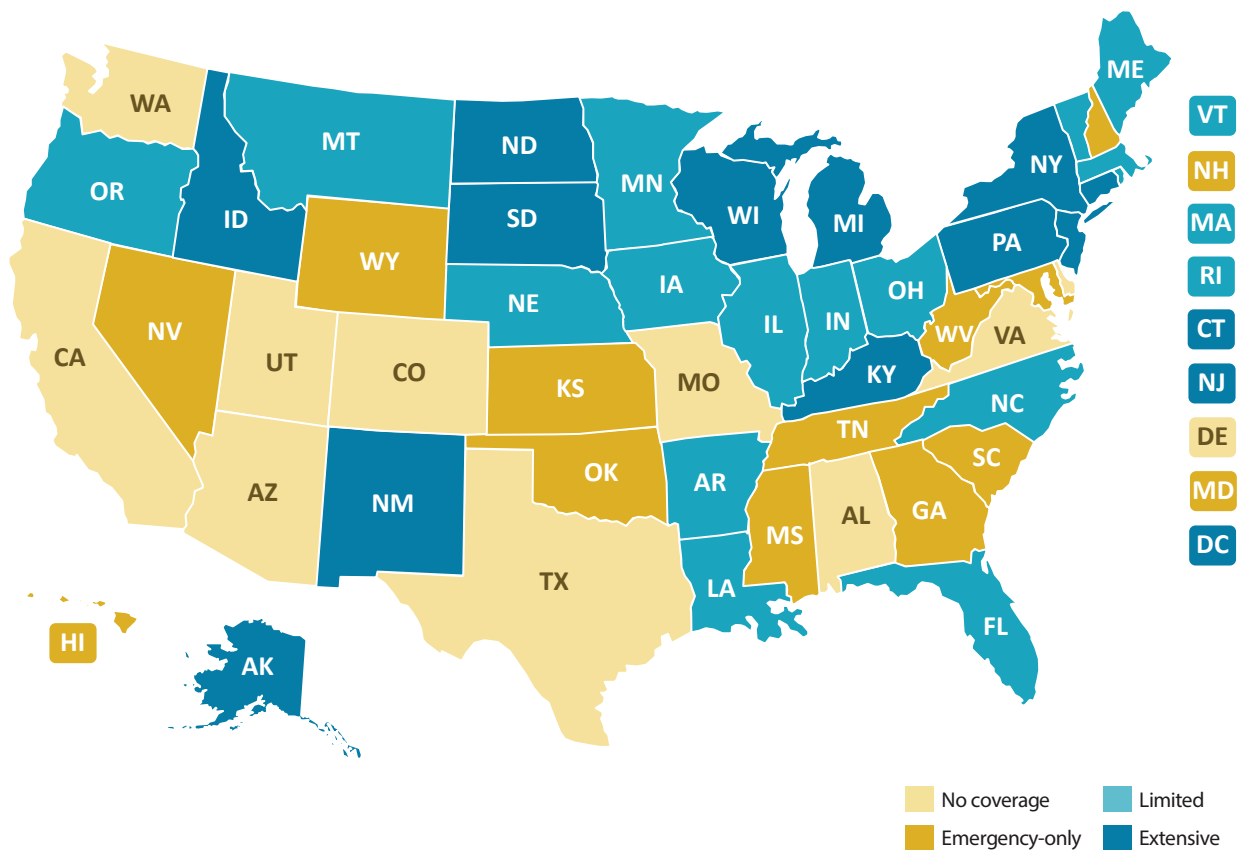 WA
MT
ND
MN
ME
VT
OR
ID
SD
WI
MI
NY
NH
WY
MA
PA
NE
IA
IL
IN
OH
RI
CA
NV
UT
CO
KS
MO
KY
WV
VA
CT
NJ
AZ
NM
OK
AR
TN
NC
SC
DE
MD
TX
LA
MS
AL
GA
DC
FL
HI
AK
No coverage
Limited
Emergency-only
Extensive